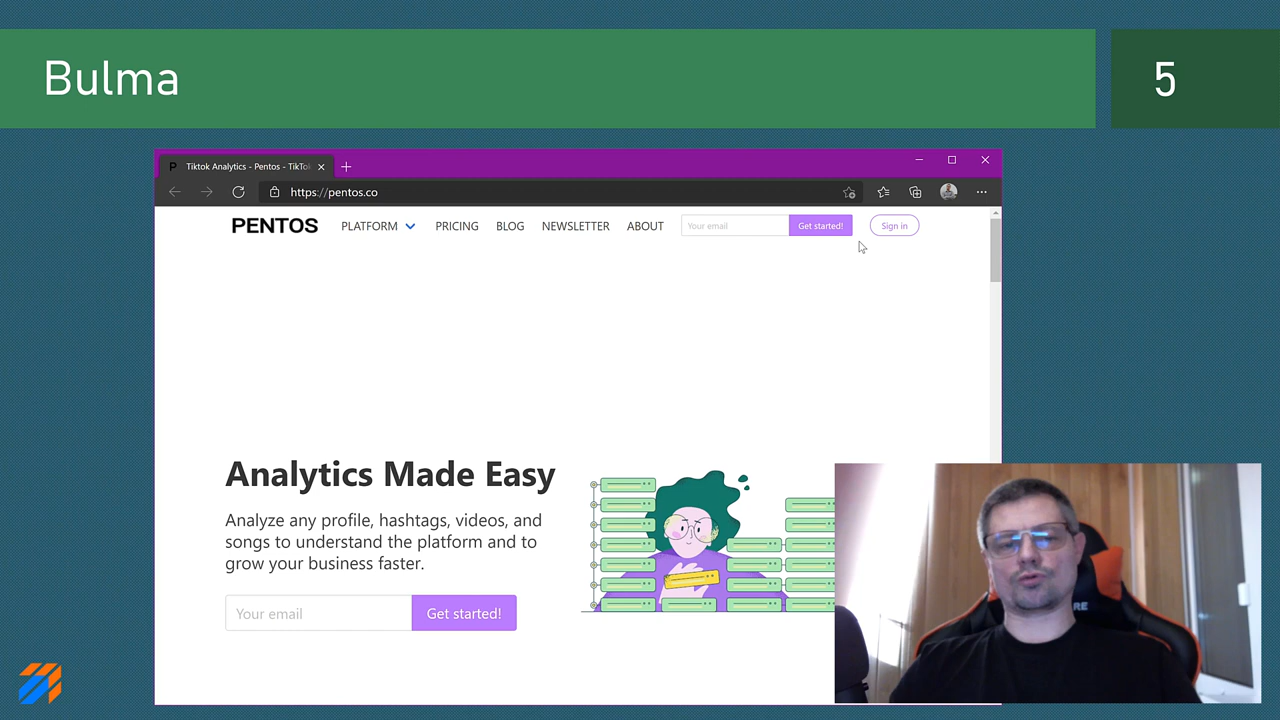 Bulma
5
Tiktok Analytics - Pentos - TikTo
https://pentos.co
PENTOS
PLATFORM
PRICING
BLOG
NEWSLETTER
ABOUT
Your email
Get started!
Sign in
Analytics Made Easy
Analyze any profile, hashtags, videos, and
songs to understand the platform and to
grow your business faster.
Your email
Get started!
RE